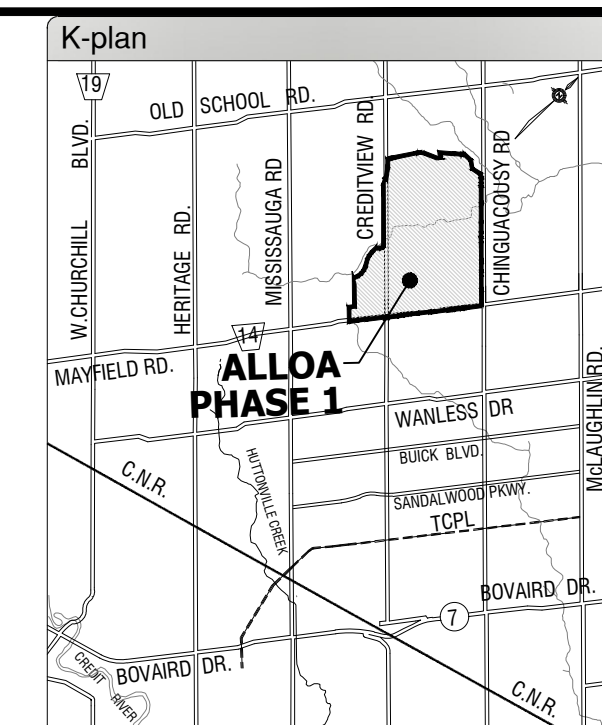 K-plan
19
OLD SCHOOL RD.
W.CHURCHILL BLVD.
HERITAGE RD.
MISSISSAUGA RD
CREDITVIEW RD.
CHINGUACOUSY RD
14
MAYFIELD RD.
ALLOA
PHASE 1
WANLESS DR
McLAUGHLIN RD.
BUICK BLVD.
HUTTONVILLE CREEK
C.N.R.
SANDALWOOD PKWY.
TCPL
BOVAIRD DR.
7
BOVAIRD DR.
CREDIT RIVER
C.N.R.